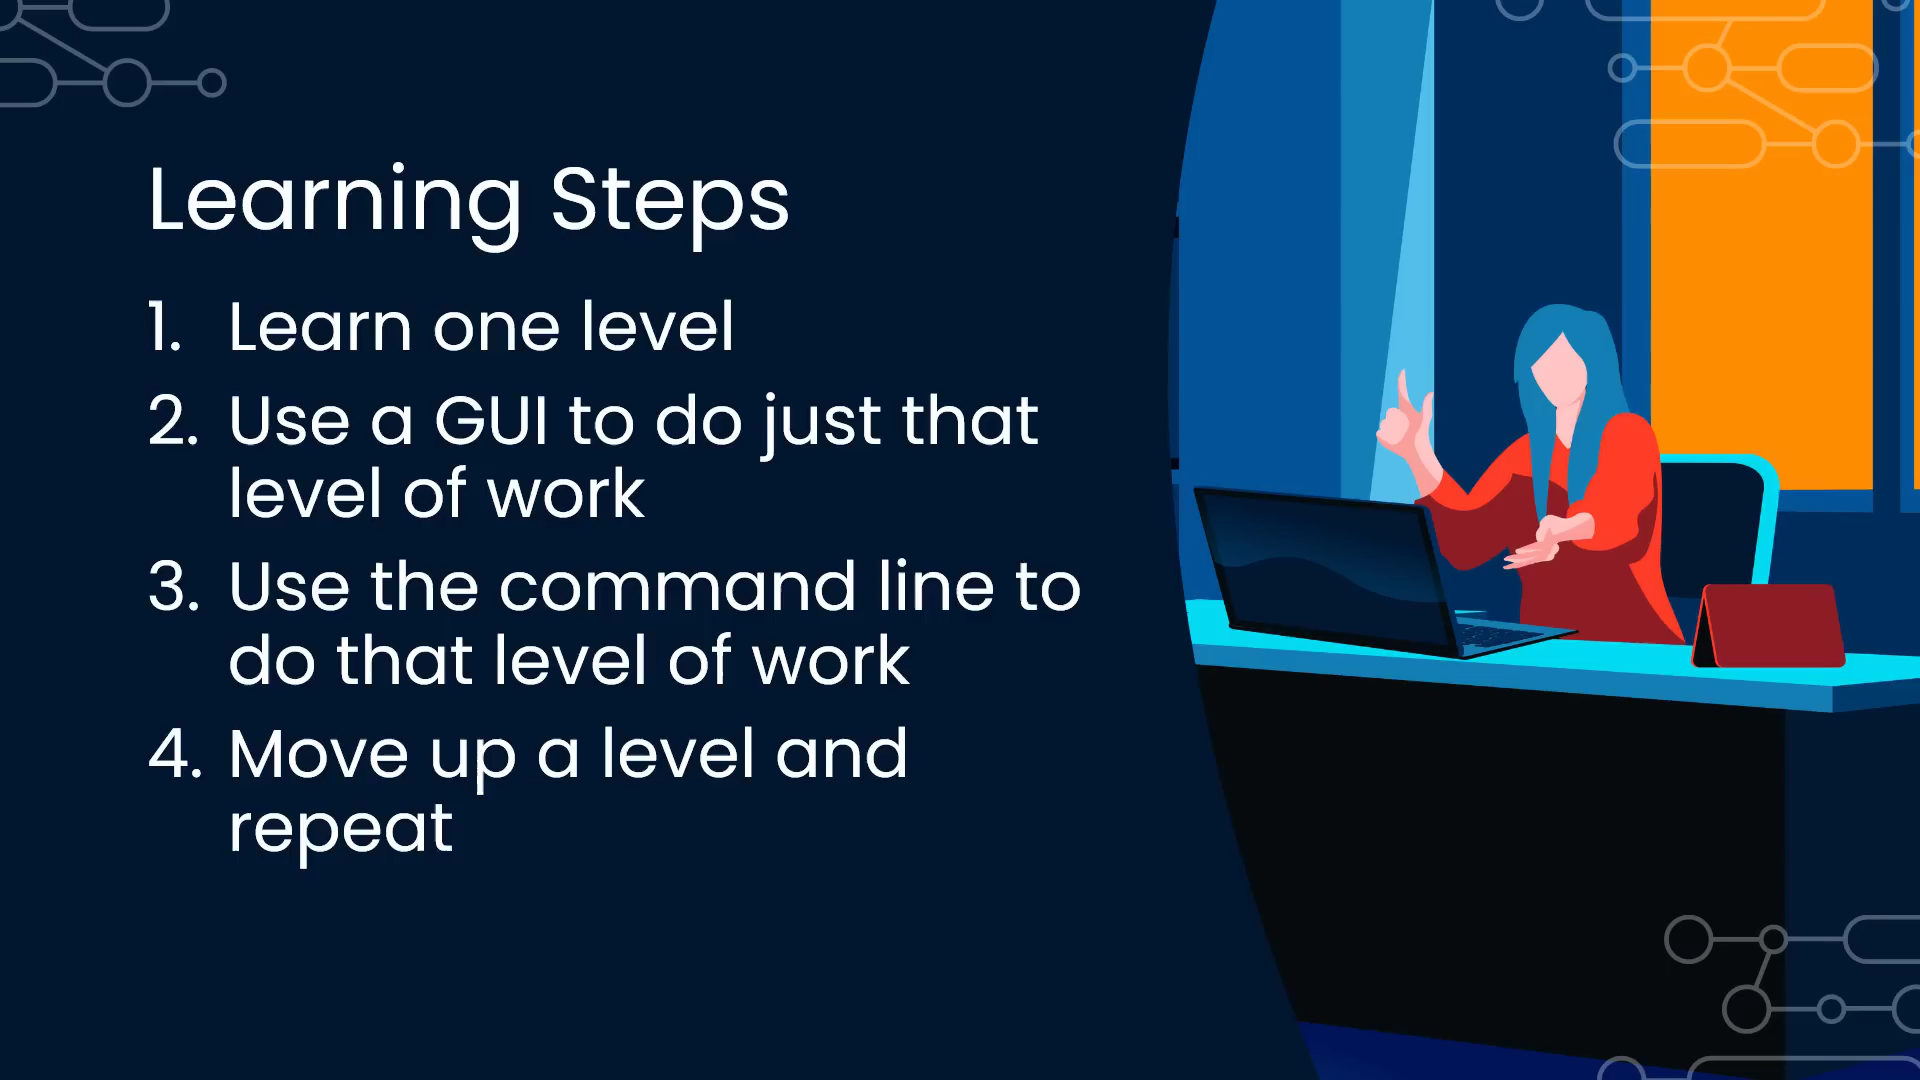 Learning Steps
1. Learn one level
2. Use a GUI to do just that
level of work
3. Use the command line to
do that level of work
4. Move up a level and
repeat